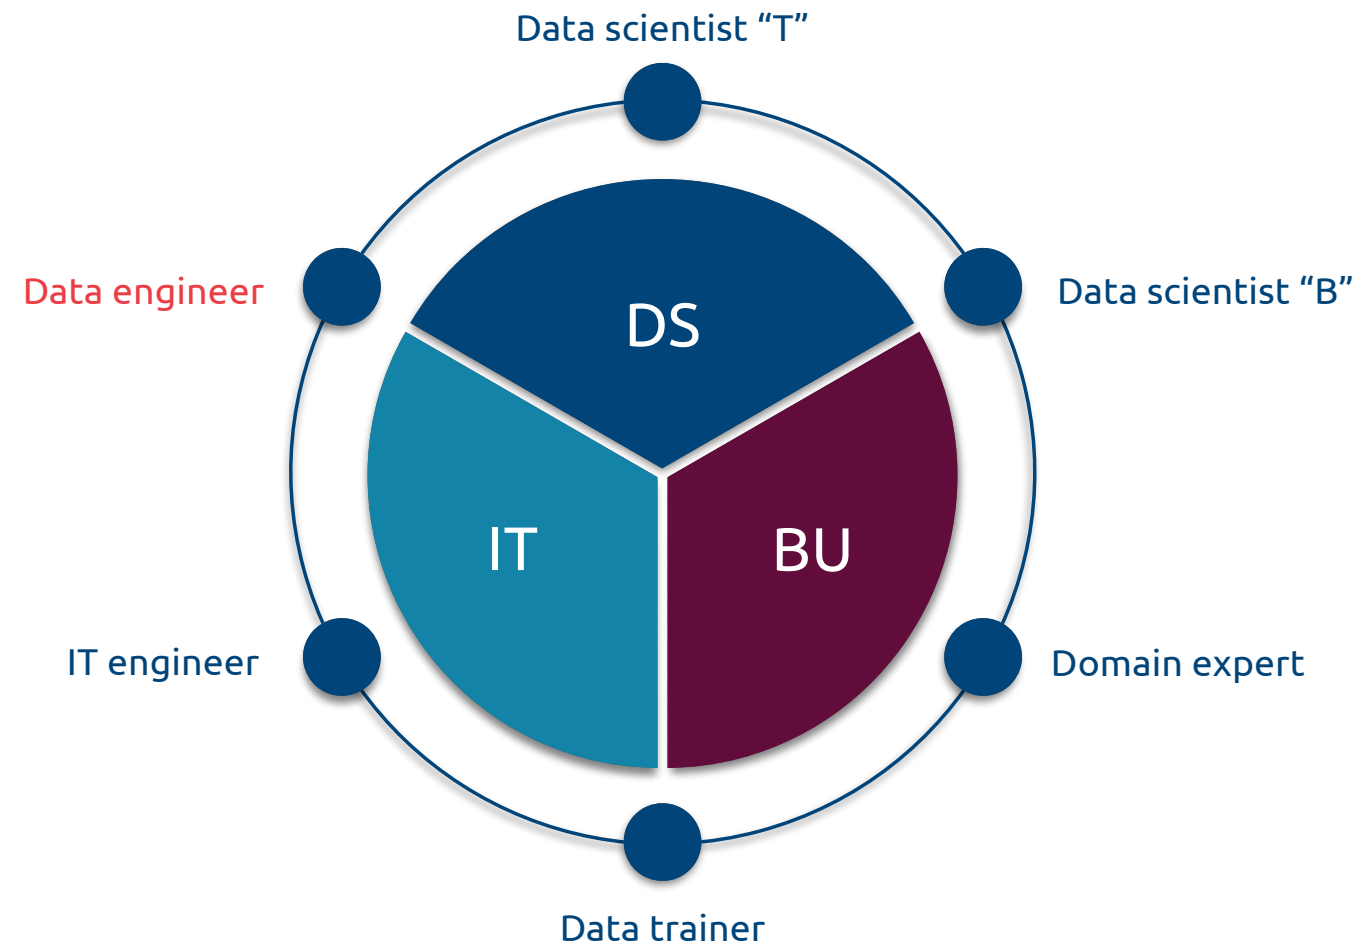 Data scientist “T”
Data engineer
Data scientist “B”
DS
IT
BU
IT engineer
Domain expert
Data trainer